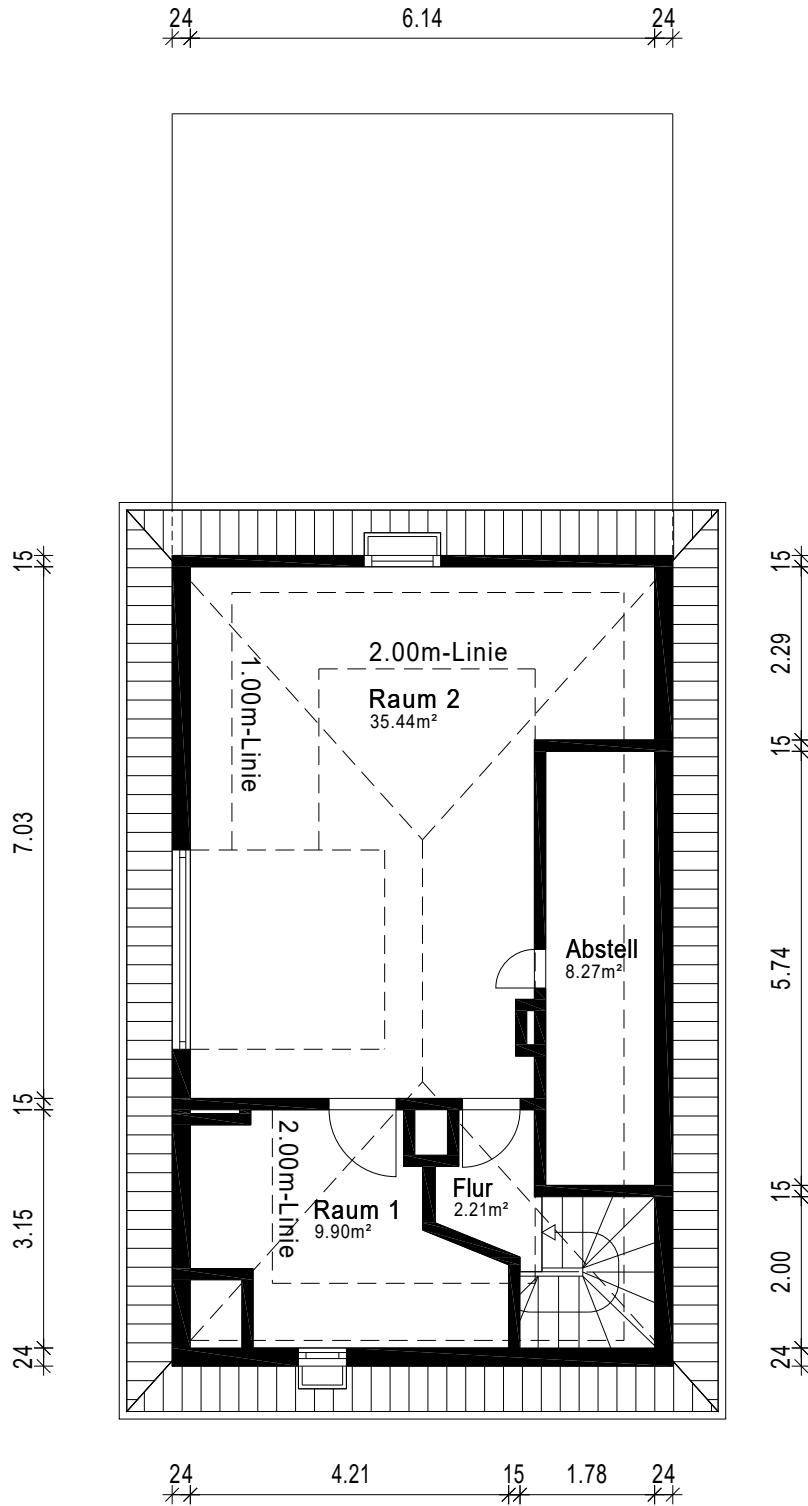 24 6.14 24
15
2.00m-Linie
1.00m-Linie
Raum 2
35.44m²
7.03
15
2.29
15
Abstell
8.27m²
5.74
15
2.00m-Linie
Raum 1
9.90m²
Flur
2.21m²
3.15
15
2.00
24
24
24 4.21 15 1.78 24